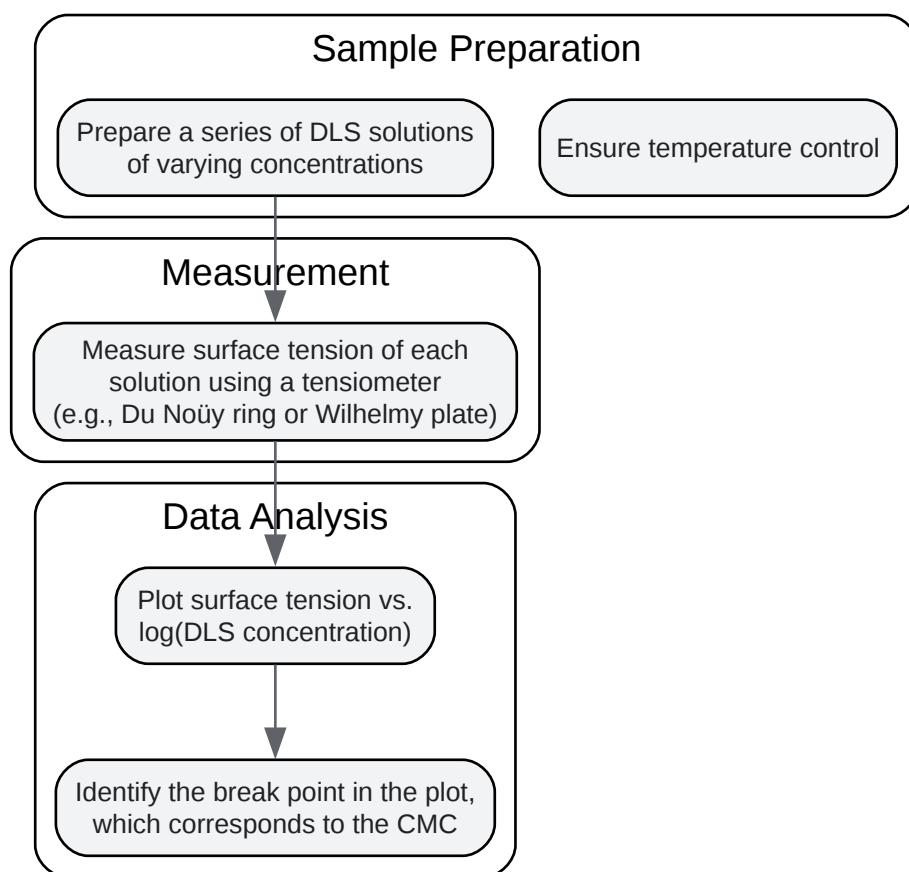 Sample Preparation
Prepare a series of DLS solutions
of varying concentrations
Ensure temperature control
Measurement
Measure surface tension of each
solution using a tensiometer
(e.g., Du Noüy ring or Wilhelmy plate)
Data Analysis
Plot surface tension vs.
log(DLS concentration)
Identify the break point in the plot,
which corresponds to the CMC